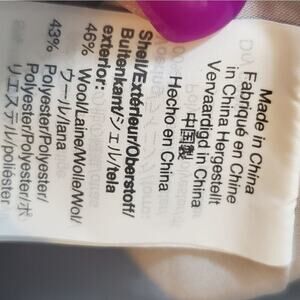 Made in China
Fabriqué en Chine
in China Hergestellt
Vervaardigd in China
中国製
Hecho en China
Shell/Extérieur/Oberstoff/
Buitenkant/シェル/tela
exterior:
46% Wool/Laine/Wolle/Wol/
ウール/lana
43% Polyester/Polyester/
Polyester/Polyester/ポ
リエステル/poliéster